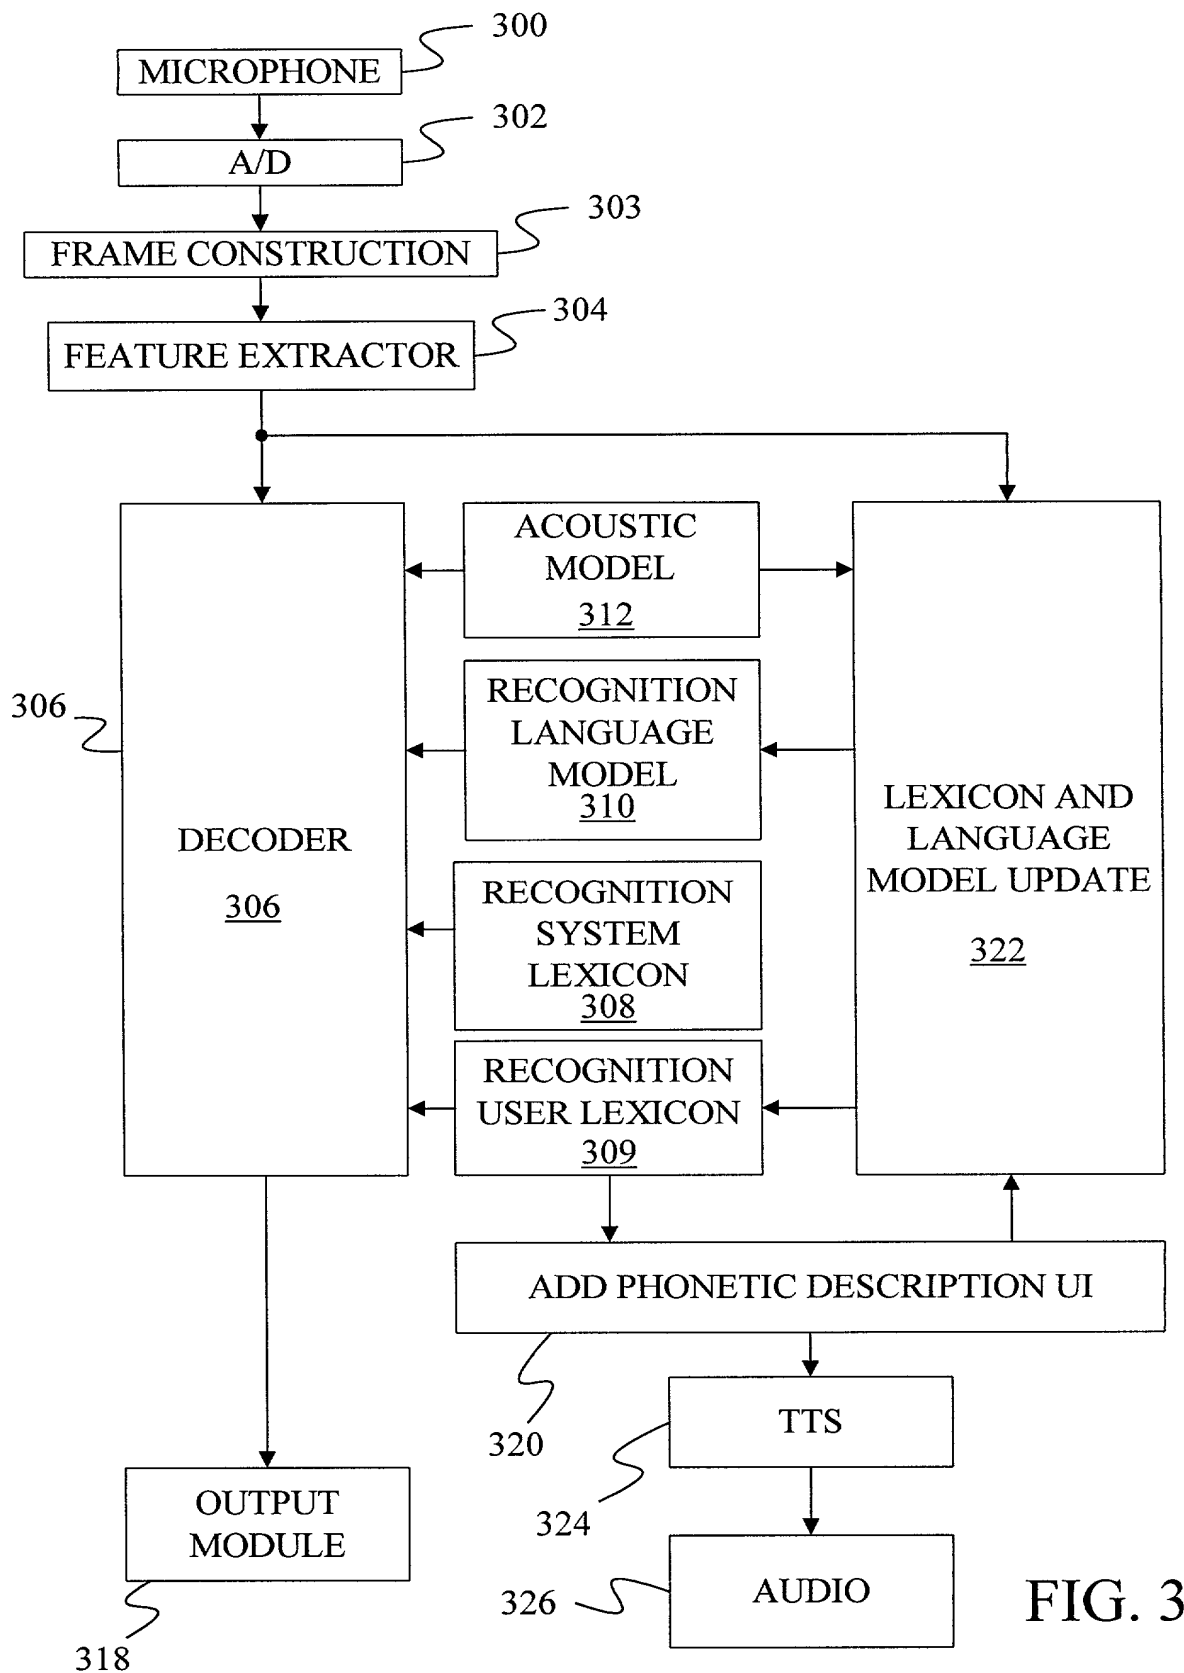 300
MICROPHONE
302
A/D
303
FRAME CONSTRUCTION
304
FEATURE EXTRACTOR
306
DECODER
306
ACOUSTIC
MODEL
312
RECOGNITION
LANGUAGE
MODEL
310
RECOGNITION
SYSTEM
LEXICON
308
RECOGNITION
USER LEXICON
309
LEXICON AND
LANGUAGE
MODEL UPDATE
322
ADD PHONETIC DESCRIPTION UI
320
TTS
324
AUDIO
326
OUTPUT
MODULE
318
FIG. 3